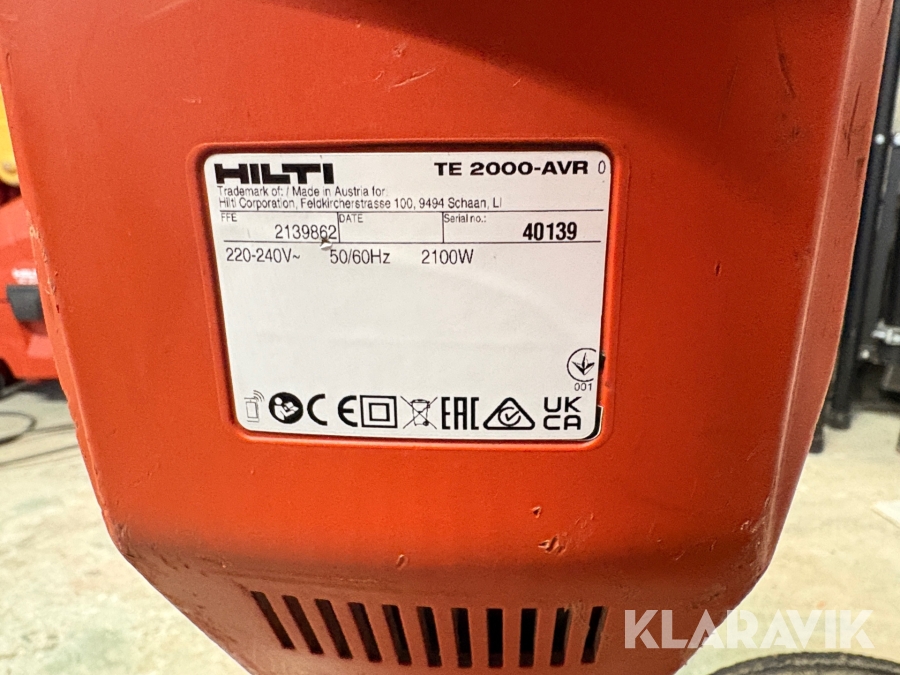 HILTI TE 2000-AVR 0
Trademark of: / Made in Austria for:
Hilti Corporation, Feldkircherstrasse 100, 9494 Schaan, LI
FFE DATE Serial no.:
2139862 40139
220-240V~ 50/60Hz 2100W
001
CE EAC UK
CA
KLARAVIK